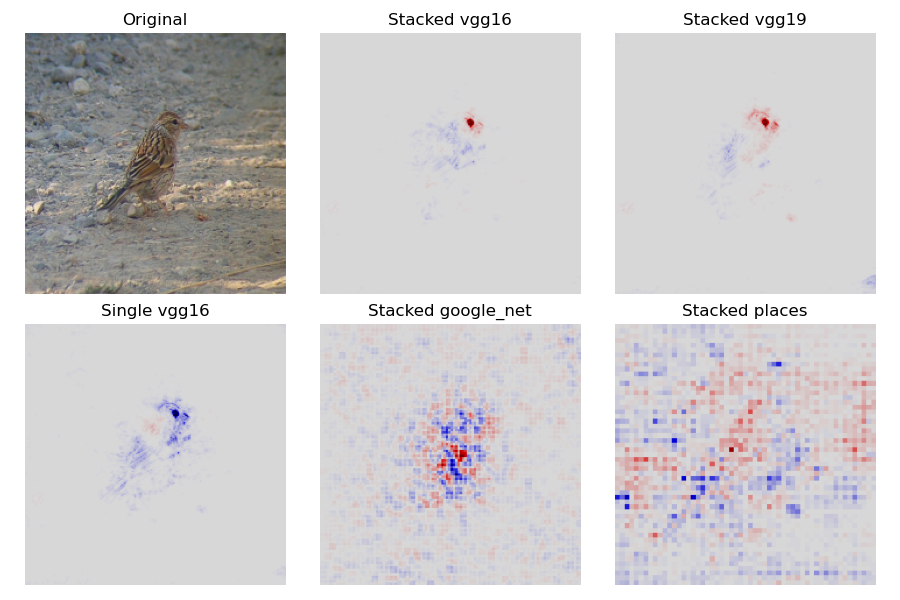 Original
Stacked vgg16
Stacked vgg19
Single vgg16
Stacked google_net
Stacked places